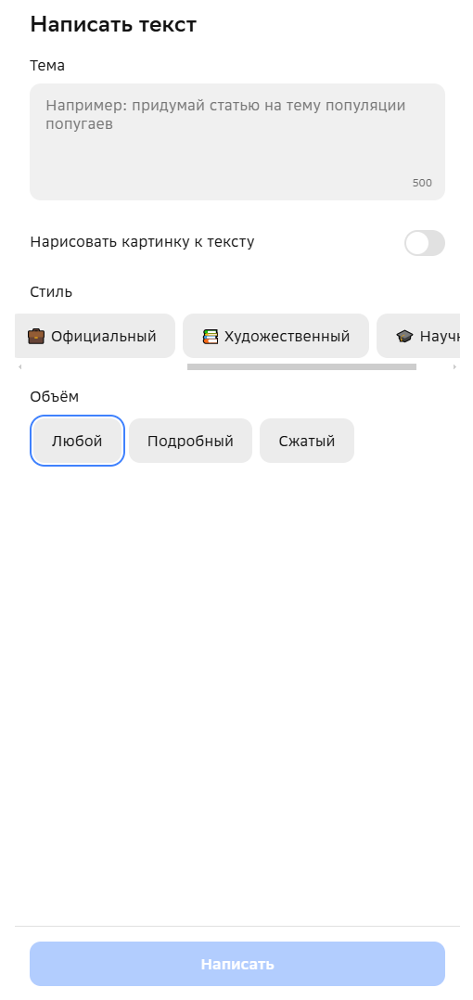 Написать текст
Тема
Например: придумай статью на тему популяции
попугаев
500
Нарисовать картинку к тексту
Стиль
Официальный Художественный
Объём
Любой Подробный Сжатый
Написать